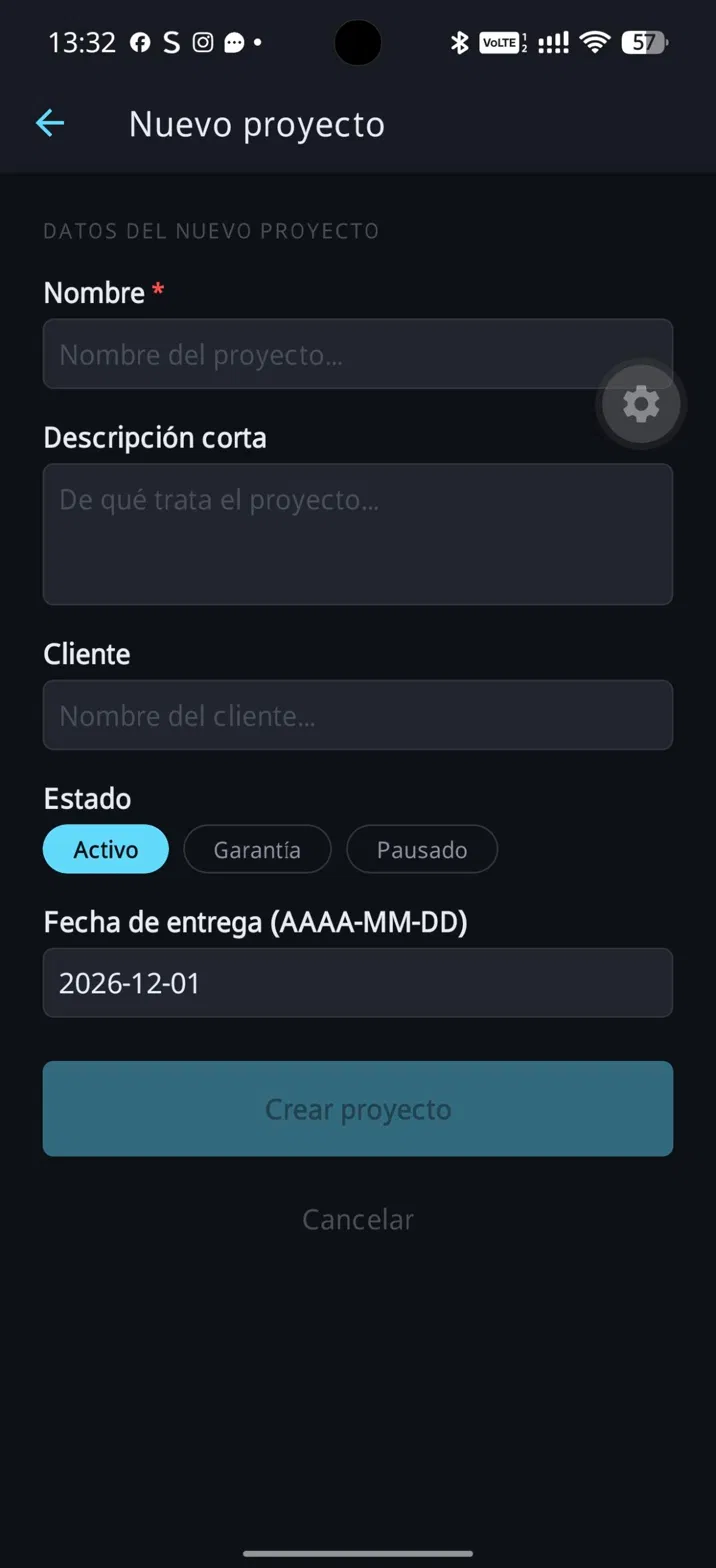 13:32
VoLTE 1 2
57
Nuevo proyecto
DATOS DEL NUEVO PROYECTO
Nombre *
Nombre del proyecto...
Descripción corta
De qué trata el proyecto...
Cliente
Nombre del cliente...
Estado
Activo Garantía Pausado
Fecha de entrega (AAAA-MM-DD)
2026-12-01
Crear proyecto
Cancelar